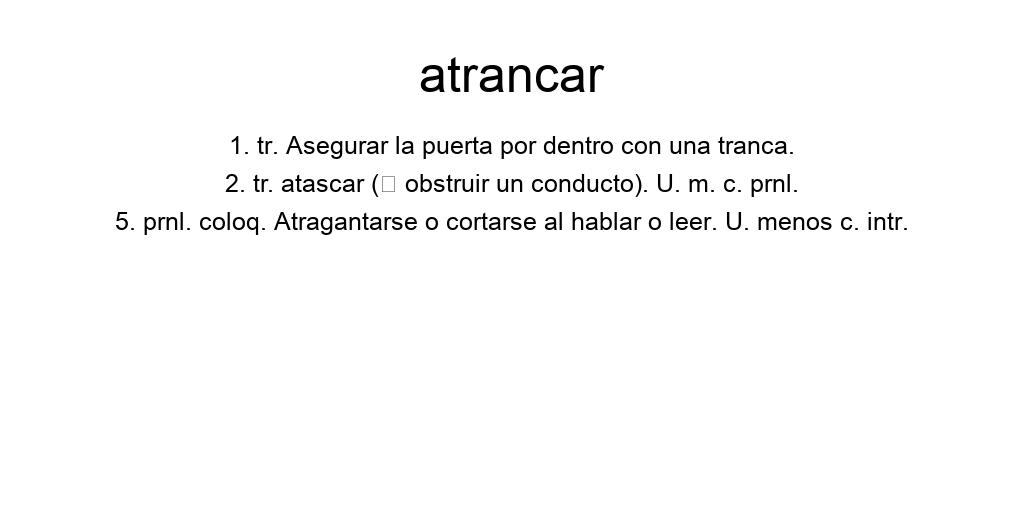 atrancar
1. tr. Asegurar la puerta por dentro con una tranca.
2. tr. atascar (□ obstruir un conducto). U. m. c. prnl.
5. prnl. coloq. Atragantarse o cortarse al hablar o leer. U. menos c. intr.